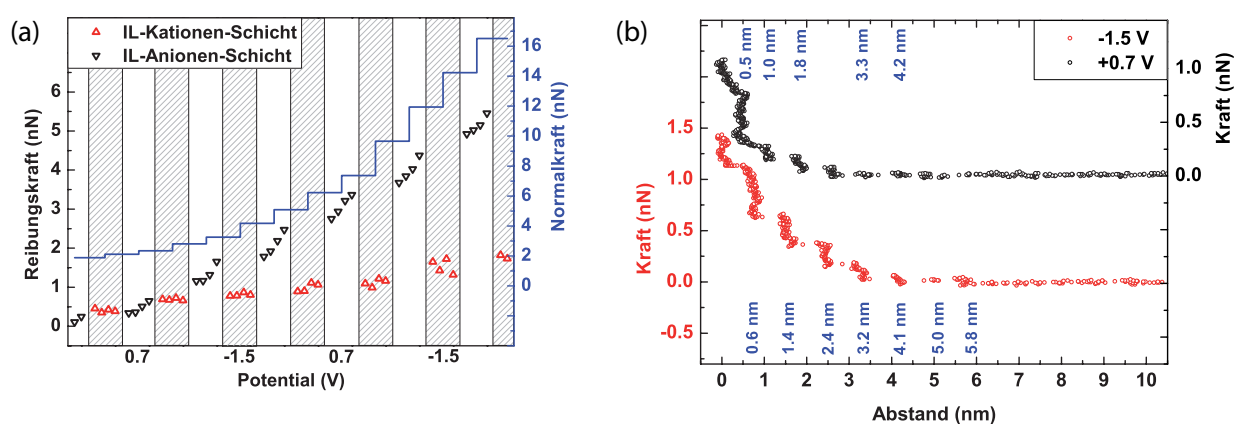 (a)
IL-Kationen-Schicht
IL-Anionen-Schicht
Reibungskraft (nN)
6
5
4
3
2
1
0
0.7 -1.5 0.7 -1.5
Potential (V)
16
14
12
10
8
6
4
2
0
Normalkraft (nN)
(b)
-1.5 V
+0.7 V
0.5 nm
1.0 nm
1.8 nm
3.3 nm
4.2 nm
Kraft (nN)
1.5
1.0
0.5
0.0
-0.5
1.0
0.5
0.0
Kraft (nN)
0.6 nm
1.4 nm
2.4 nm
3.2 nm
4.1 nm
5.0 nm
5.8 nm
0 1 2 3 4 5 6 7 8 9 10
Abstand (nm)